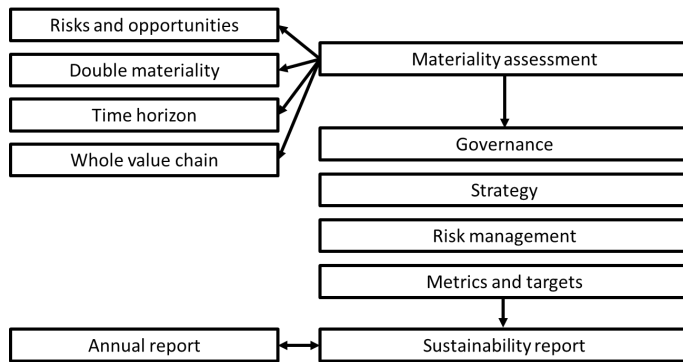 Risks and opportunities
Double materiality
Time horizon
Whole value chain
Materiality assessment
Governance
Strategy
Risk management
Metrics and targets
Annual report
Sustainability report